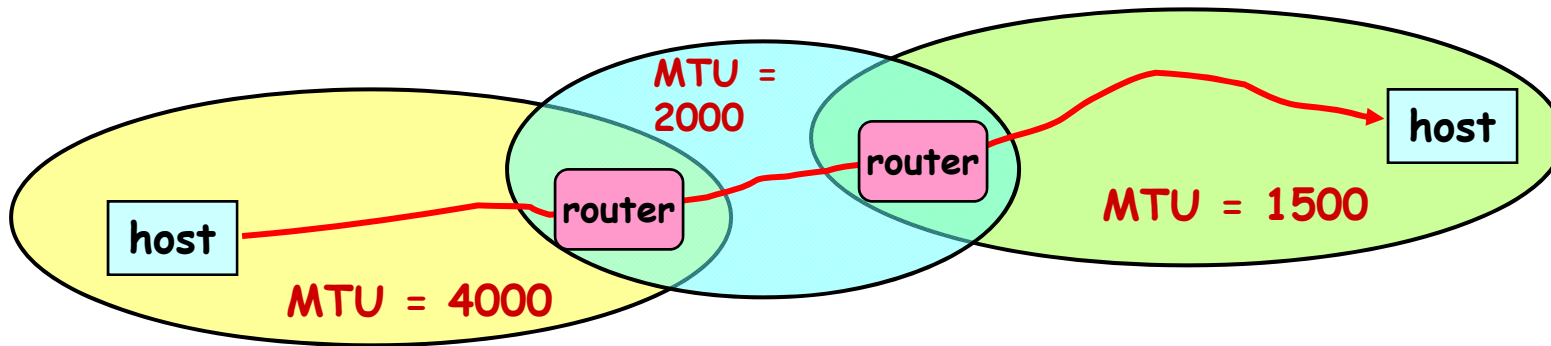 host
MTU = 4000
router
MTU =
2000
router
MTU = 1500
host